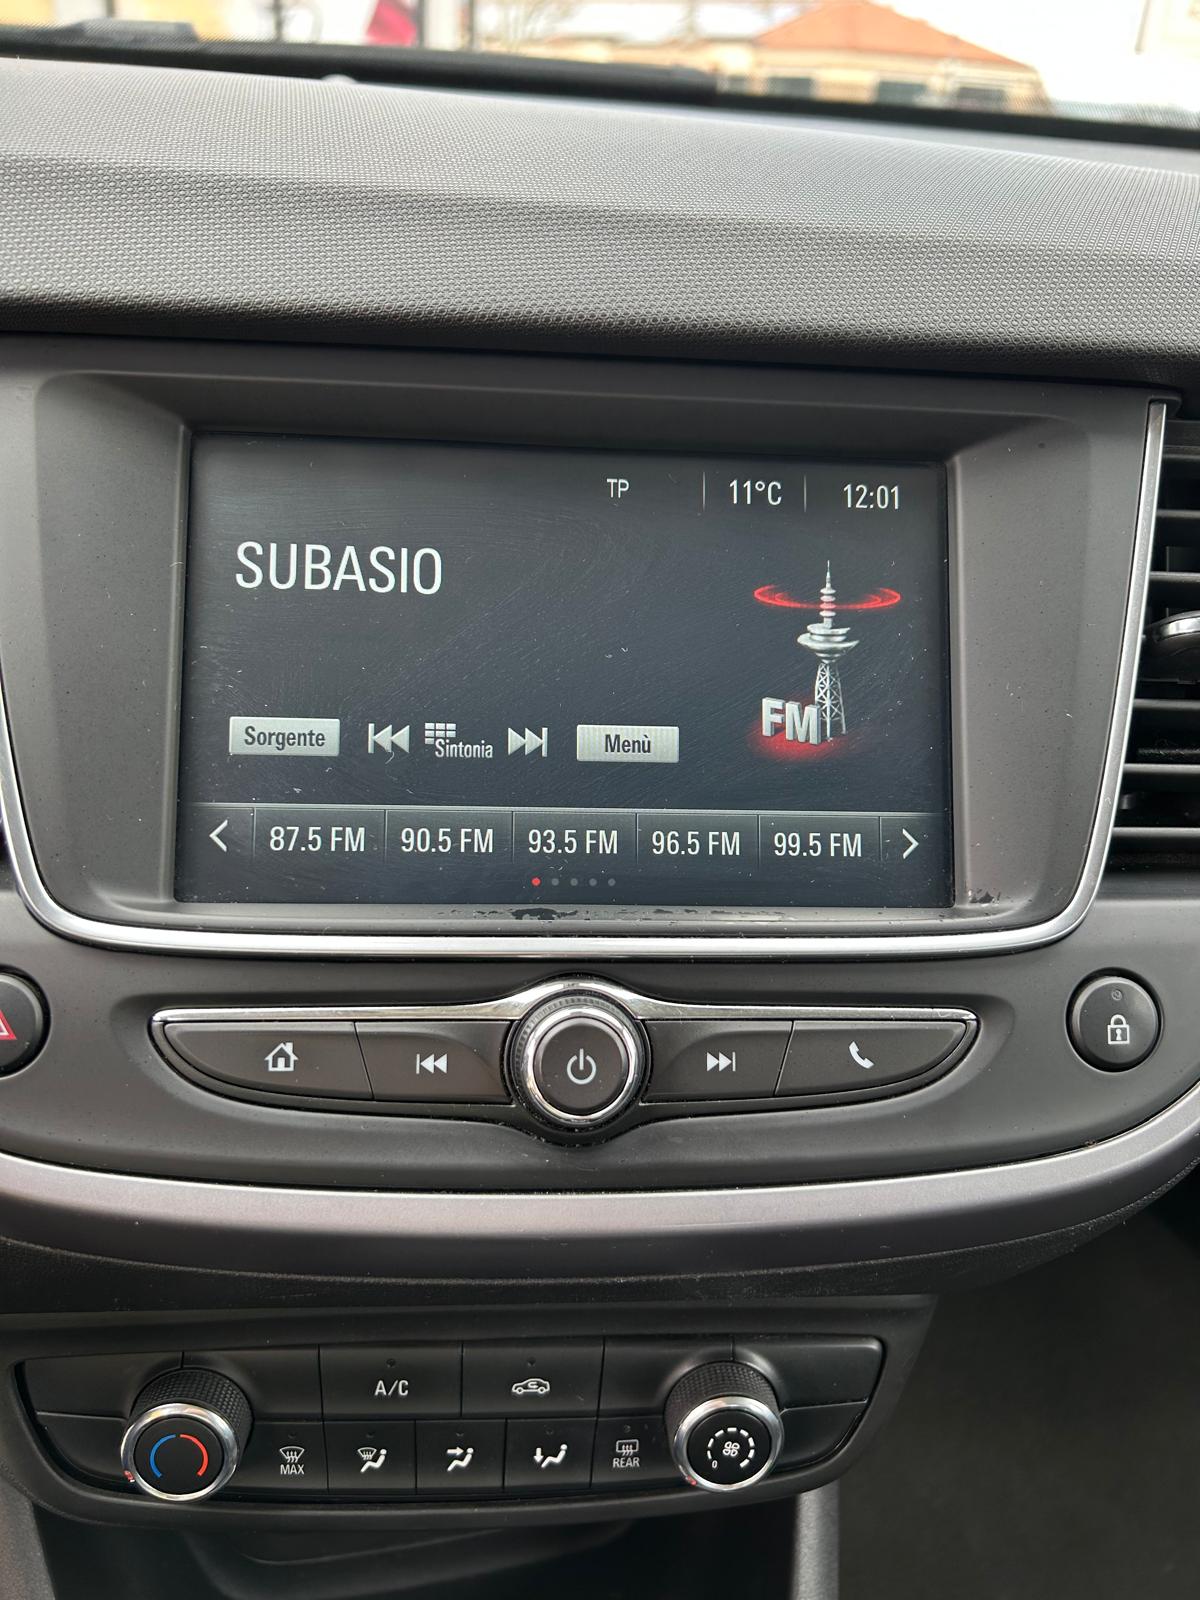 TP 11°C 12:01
SUBASIO
Sorgente Sintonia Menù
FM
87.5 FM 90.5 FM 93.5 FM 96.5 FM 99.5 FM
A/C
MAX REAR 0